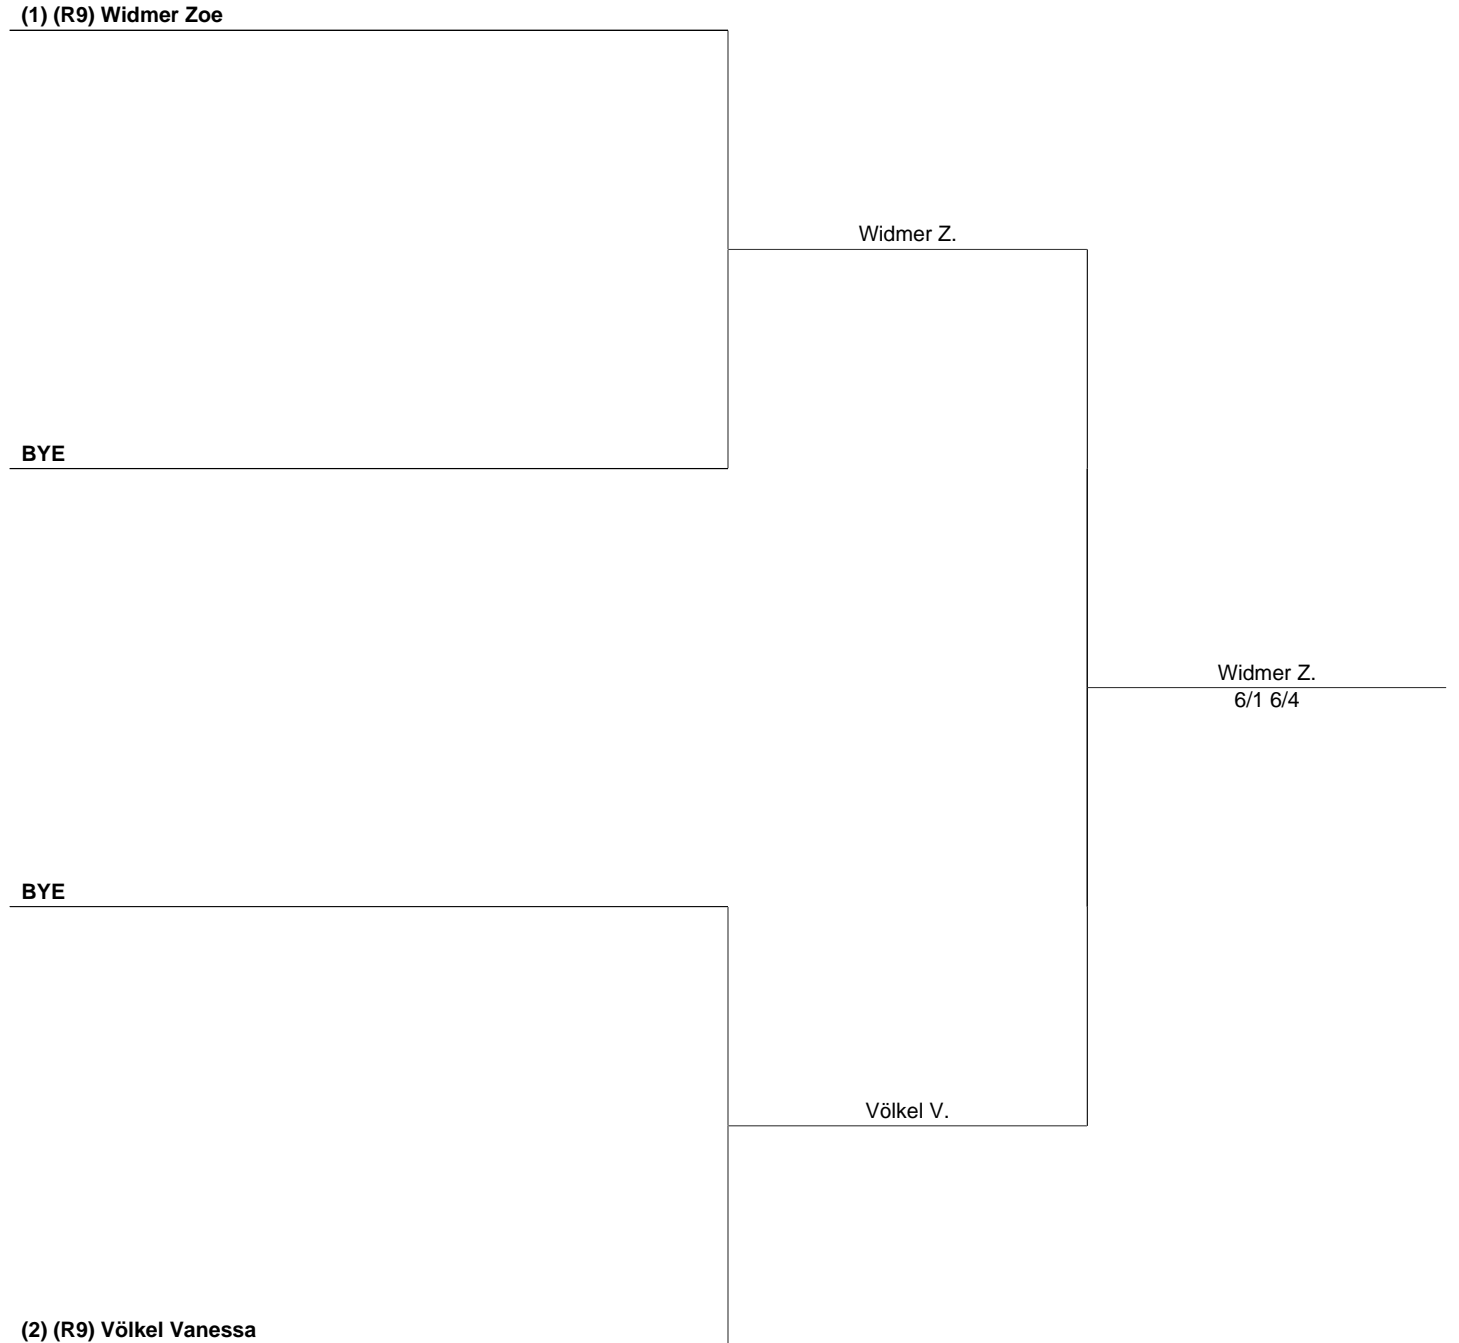 (1) (R9) Widmer Zoe
Widmer Z.
BYE
Widmer Z.
6/1 6/4
BYE
Völkel V.
(2) (R9) Völkel Vanessa